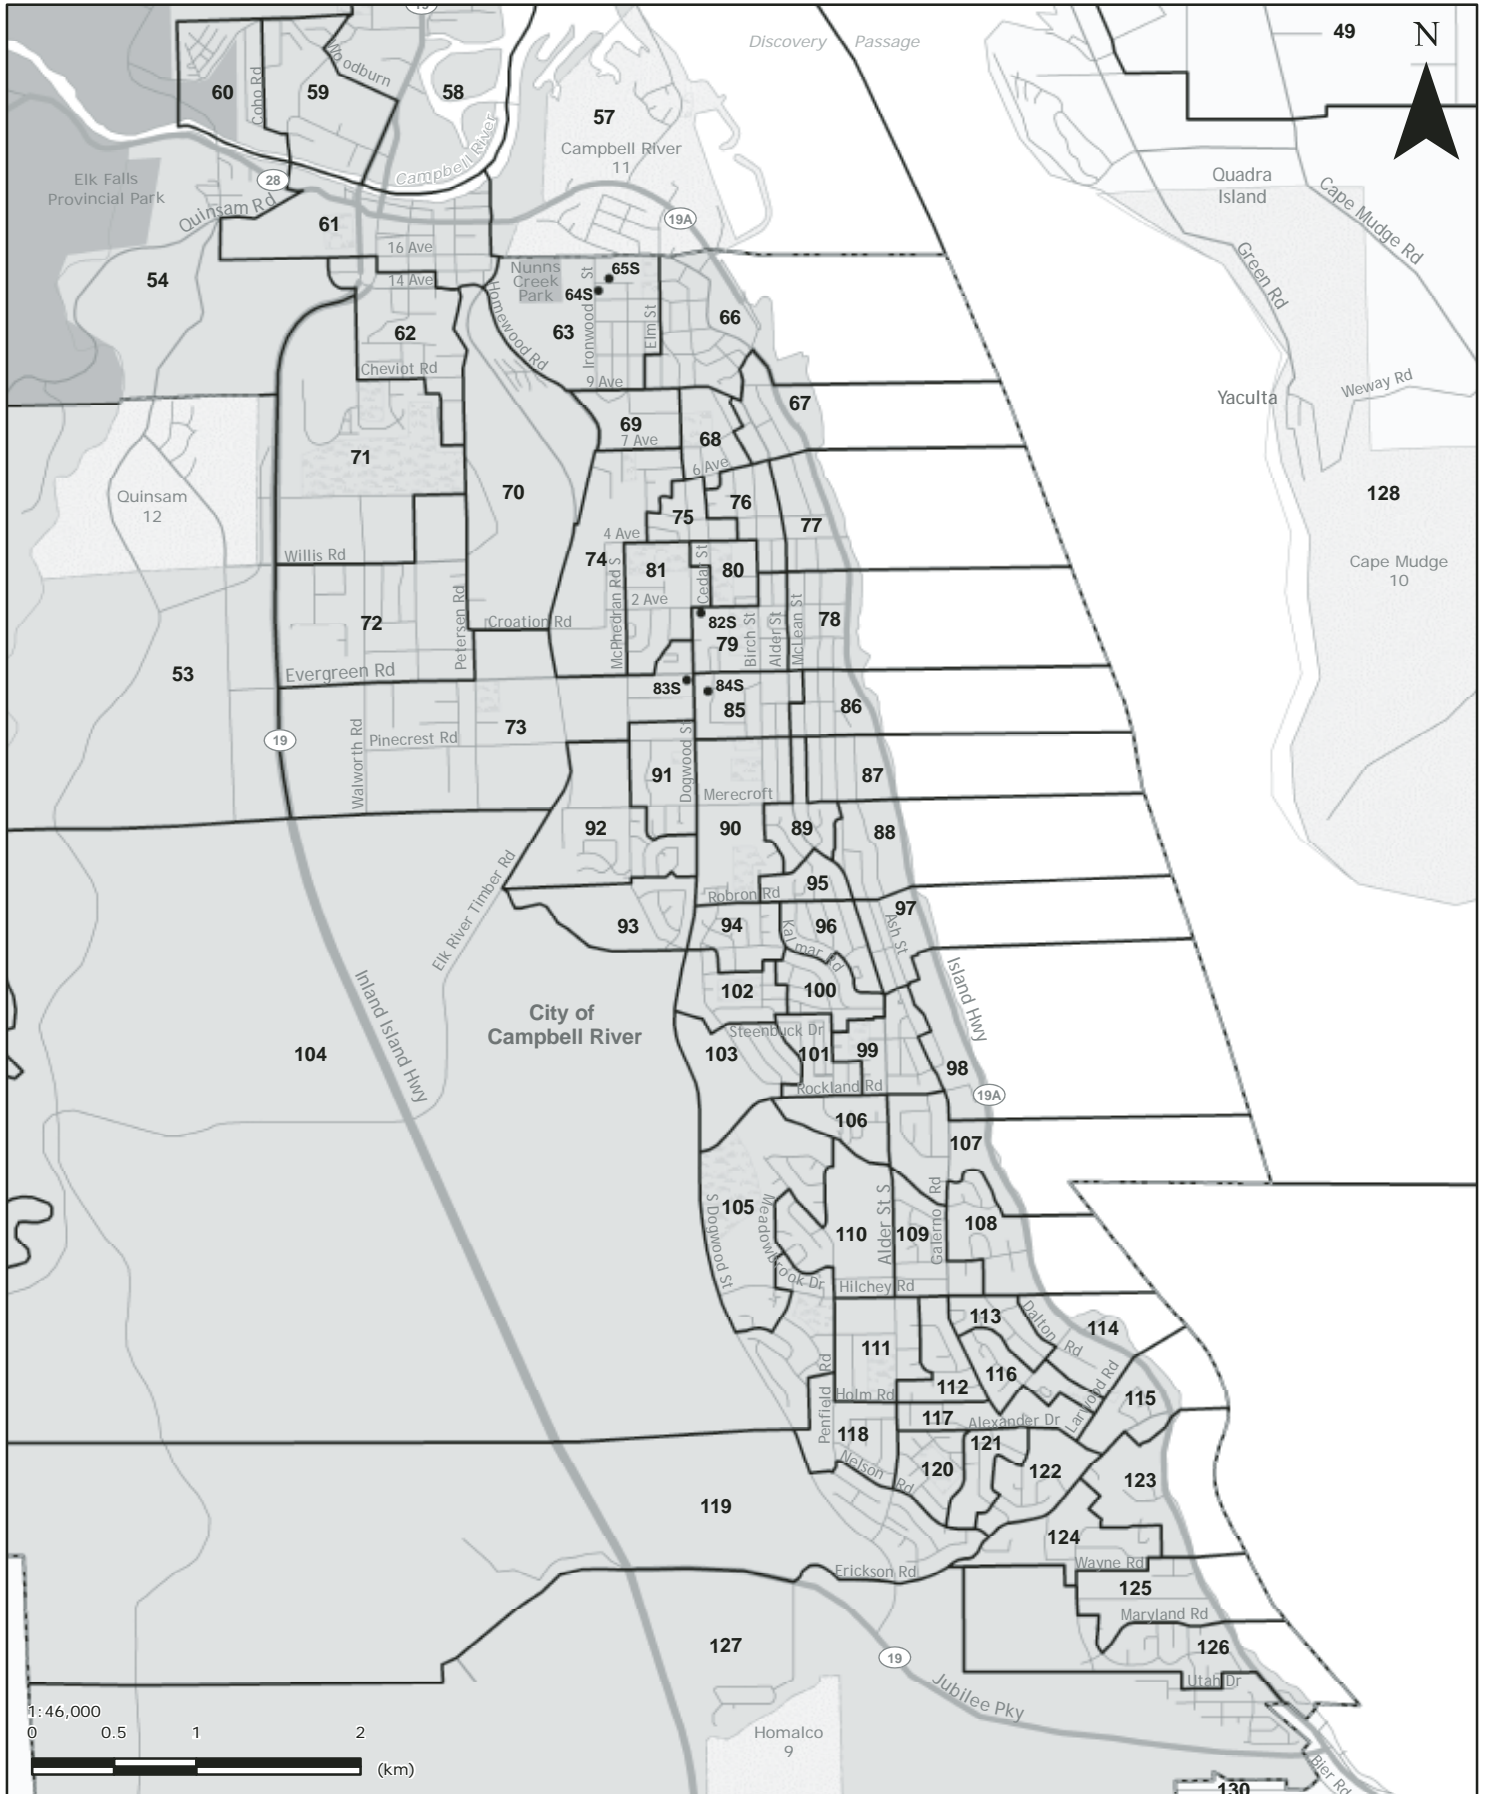 19
Discovery Passage
49
N
60
Coho Rd
59
Woodburn
58
57
Campbell River
11
Campbell River
Elk Falls
Provincial Park
28
Quinsam Rd
61
16 Ave
14 Ave
19A
Quadra
Island
Cape Mudge Rd
Green Rd
54
Nunns
Creek
Park
65S
64S
Ironwood St
Elm St
63
66
62
Homewood Rd
Cheviot Rd
9 Ave
67
Yaculta
Weway Rd
69
7 Ave
68
6 Ave
71
70
Quinsam
12
76
75
77
128
4 Ave
Willis Rd
74
81
Cedar St
80
Cape Mudge
10
2 Ave
72
Petersen Rd
Croation Rd
McPhedrian Rd S
82S
79
Birch St
Alder St
McLean St
78
53
Evergreen Rd
83S
84S
85
86
19
Walworth Rd
Pinecrest Rd
73
91
Dogwood St
Merecroft
87
92
90
89
88
Elk River Timber Rd
Robron Rd
95
93
94
Kalmar Rd
96
97
Ash St
102
100
Inland Island Hwy
City of
Campbell River
Island Hwy
104
Steenbuck Dr
103
101
99
98
Rockland Rd
19A
106
107
105
S Dogwood St
Meadowbrook Dr
110
Alder St S
109
Galerno Rd
108
Hilchey Rd
113
Dalton Rd
114
111
116
112
Penfield Rd
Holm Rd
Larwood Rd
115
117
Alexander Dr
118
121
Nelson Rd
120
122
123
119
124
Erickson Rd
Wayne Rd
125
Maryland Rd
127
126
19
Utah Dr
Jubilee Pky
1:46,000
0 0.5 1 2
(km)
Homalco
9
Bier Rd
130